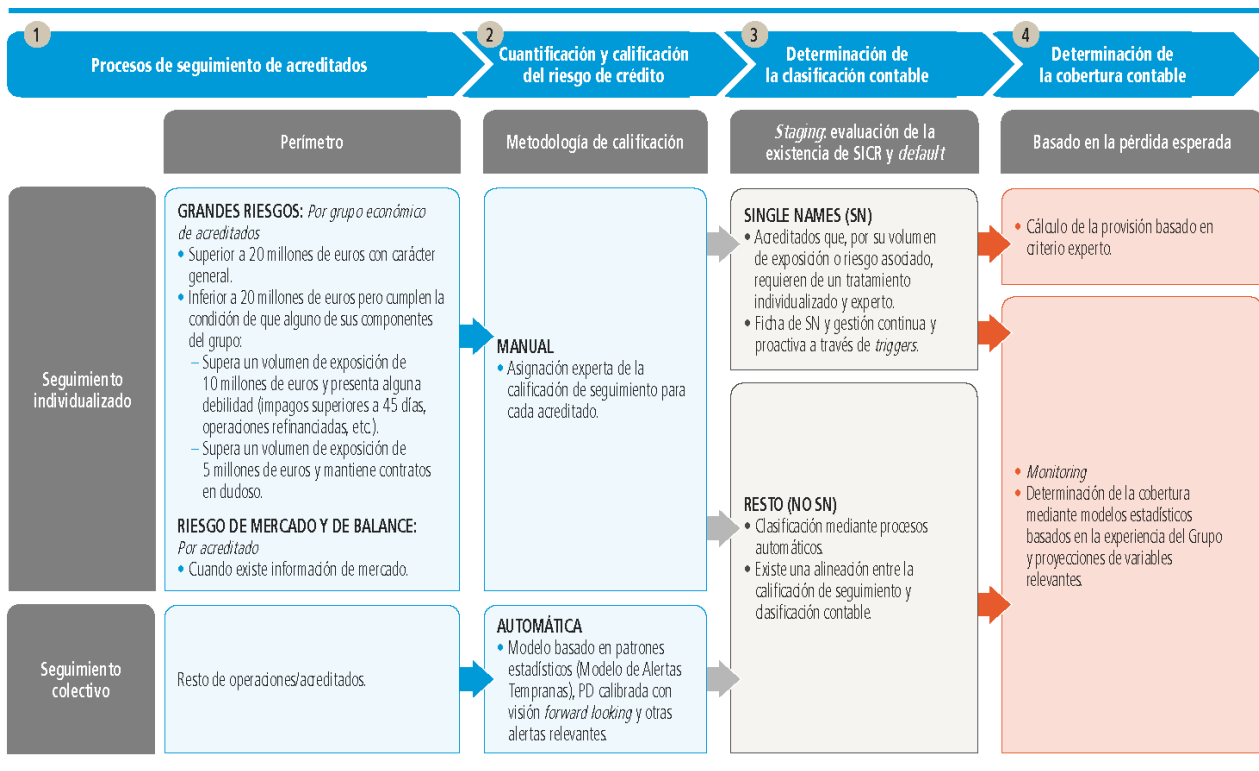 1
Procesos de seguimiento de acreditados
2
Cuantificación y calificación
del riesgo de crédito
3
Determinación de
la clasificación contable
4
Determinación de
la cobertura contable
Perímetro
Metodología de calificación
Staging: evaluación de la
existencia de SICR y default
Basado en la pérdida esperada
Seguimiento
individualizado
GRANDES RIESGOS: Por grupo económico
de acreditados
• Superior a 20 millones de euros con carácter
general.
• Inferior a 20 millones de euros pero cumplen la
condición de que alguno de sus componentes
del grupo:
– Supera un volumen de exposición de
10 millones de euros y presenta alguna
debilidad (impagos superiores a 45 días,
operaciones refinanciadas, etc.).
– Supera un volumen de exposición de
5 millones de euros y mantiene contratos
en dudoso.
RIESGO DE MERCADO Y DE BALANCE:
Por acreditado
• Cuando existe información de mercado.
MANUAL
• Asignación experta de la
calificación de seguimiento para
cada acreditado.
SINGLE NAMES (SN)
• Acreditados que, por su volumen
de exposición o riesgo asociado,
requieren de un tratamiento
individualizado y experto.
• Ficha de SN y gestión continua y
proactiva a través de triggers.
• Cálculo de la provisión basado en
criterio experto.
RESTO (NO SN)
• Clasificación mediante procesos
automáticos.
• Existe una alineación entre la
calificación de seguimiento y
clasificación contable.
• Monitoring
• Determinación de la cobertura
mediante modelos estadísticos
basados en la experiencia del Grupo
y proyecciones de variables
relevantes.
Seguimiento
colectivo
Resto de operaciones/acreditados.
AUTOMÁTICA
• Modelo basado en patrones
estadísticos (Modelo de Alertas
Tempranas), PD calibrada con
visión forward looking y otras
alertas relevantes.